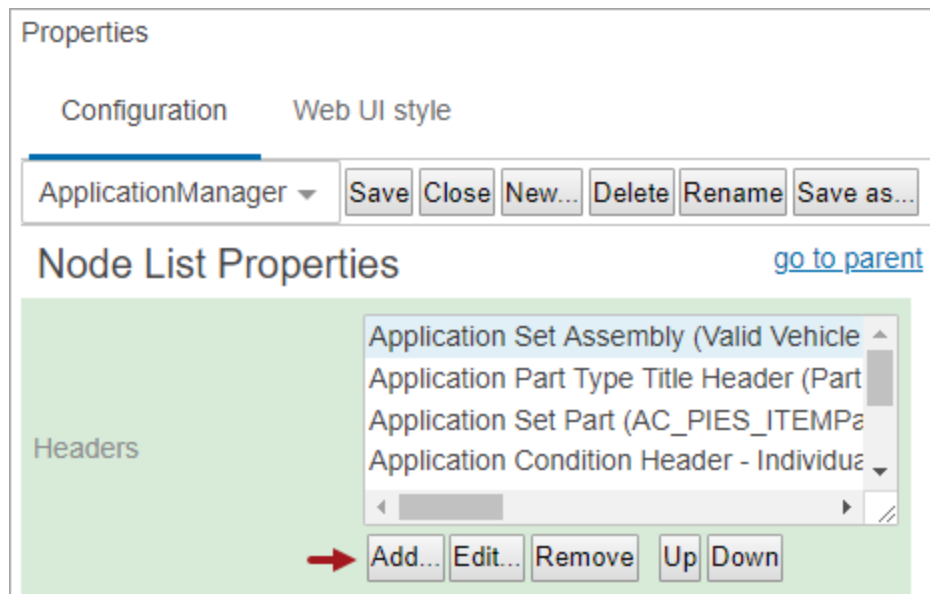 Properties
Configuration Web UI style
ApplicationManager Save Close New... Delete Rename Save as...
Node List Properties go to parent
Application Set Assembly (Valid Vehicle
Application Part Type Title Header (Part
Application Set Part (AC_PIES_ITEMPa
Headers
Application Condition Header - Individua
Add... Edit... Remove Up Down